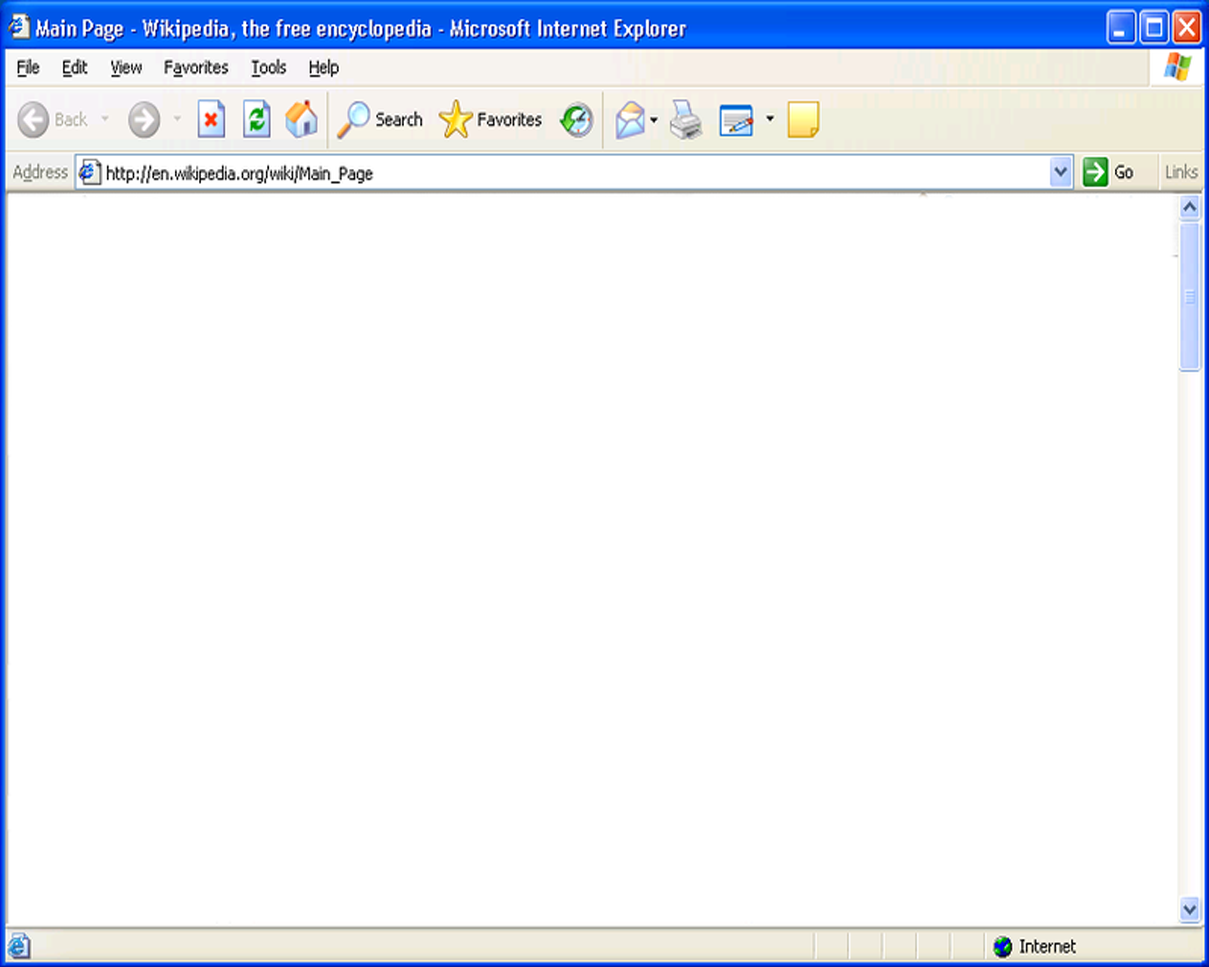 Main Page - Wikipedia, the free encyclopedia - Microsoft Internet Explorer
File Edit View Favorites Tools Help
Back Search Favorites
Address http://en.wikipedia.org/wiki/Main_Page Go Links
Internet